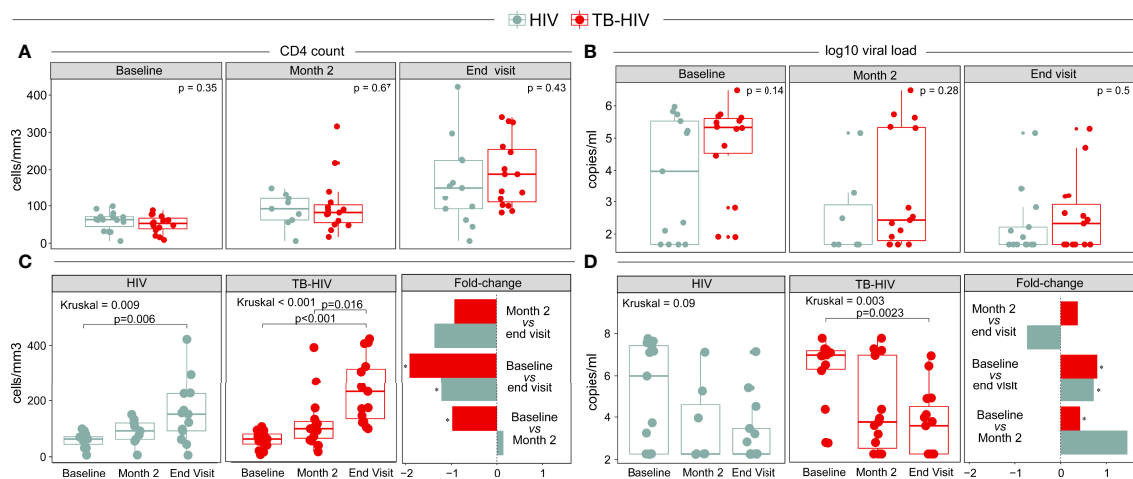 HIV TB-HIV
A CD4 count
Baseline Month 2 End visit
p = 0.35 p = 0.67 p = 0.43
cells/mm3
400
300
200
100
0
B log10 viral load
Baseline Month 2 End visit
p = 0.14 p = 0.28 p = 0.5
copies/ml
6
5
4
3
2
C
HIV TB-HIV Fold-change
Kruskal = 0.009
p=0.006
Kruskal < 0.001
p=0.016
p<0.001
cells/mm3
400
200
0
Baseline Month 2 End Visit
Baseline Month 2 End Visit
Month 2
vs
end visit
*
Baseline
vs
end visit
*
*
Baseline
vs
Month 2
−2 −1 0 1
D
HIV TB-HIV Fold-change
Kruskal = 0.09
Kruskal = 0.003
p=0.0023
copies/ml
8
6
4
2
Baseline Month 2 End Visit
Baseline Month 2 End Visit
Month 2
vs
end visit
Baseline
vs
end visit
*
*
Baseline
vs
Month 2
*
−2 −1 0 1